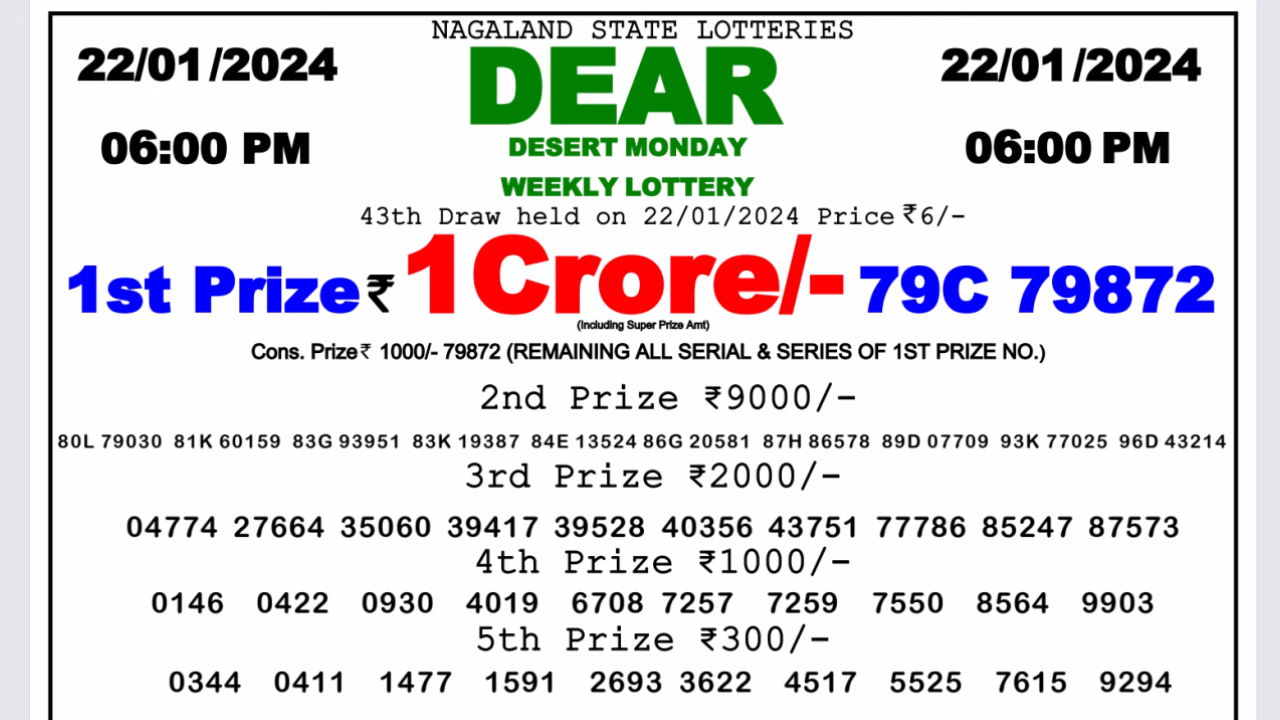 NAGALAND STATE LOTTERIES
22/01/2024 DEAR 22/01/2024
06:00 PM DESERT MONDAY 06:00 PM
WEEKLY LOTTERY
43th Draw held on 22/01/2024 Price ₹6/-
1st Prize ₹ 1Crore/- 79C 79872
(Including Super Prize Amt)
Cons. Prize ₹ 1000/- 79872 (REMAINING ALL SERIAL & SERIES OF 1ST PRIZE NO.)
2nd Prize ₹9000/-
80L 79030 81K 60159 83G 93951 83K 19387 84E 13524 86G 20581 87H 86578 89D 07709 93K 77025 96D 43214
3rd Prize ₹2000/-
04774 27664 35060 39417 39528 40356 43751 77786 85247 87573
4th Prize ₹1000/-
0146 0422 0930 4019 6708 7257 7259 7550 8564 9903
5th Prize ₹300/-
0344 0411 1477 1591 2693 3622 4517 5525 7615 9294